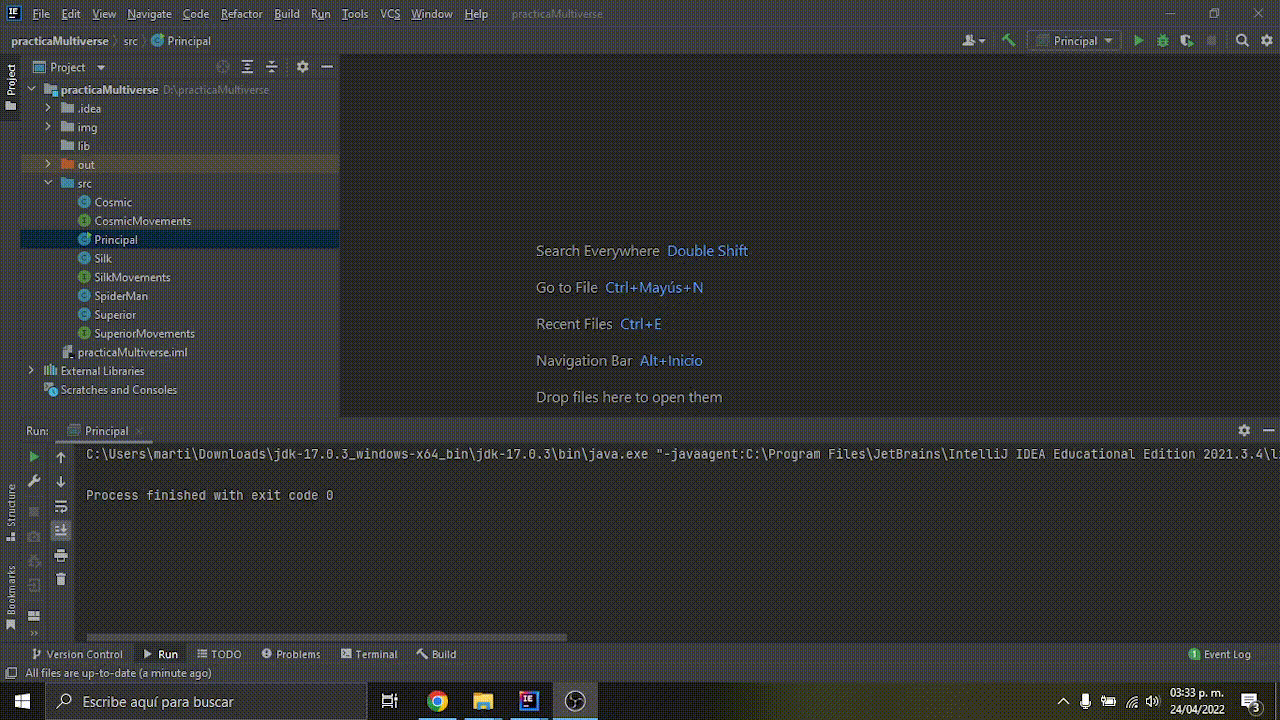 File Edit View Navigate Code Refactor Build Run Tools VCS Window Help practicaMultiverse
practicaMultiverse src Principal
Principal
Project
Project
practicaMultiverse D:\practicaMultiverse
.idea
img
lib
out
src
Cosmic
CosmicMovements
Principal
Silk
SilkMovements
SpiderMan
Superior
SuperiorMovements
practicaMultiverse.iml
External Libraries
Scratches and Consoles
Search Everywhere Double Shift
Go to File Ctrl+Mayús+N
Recent Files Ctrl+E
Navigation Bar Alt+Inicio
Drop files here to open them
Run: Principal
C:\Users\marti\Downloads\jdk-17.0.3_windows-x64_bin\jdk-17.0.3\bin\java.exe "-javaagent:C:\Program Files\JetBrains\IntelliJ IDEA Educational Edition 2021.3.4\li
Process finished with exit code 0
Structure
Bookmarks
Version Control Run TODO Problems Terminal Build
1 Event Log
All files are up-to-date (a minute ago)
Escribe aquí para buscar
03:33 p. m.
24/04/2022
3